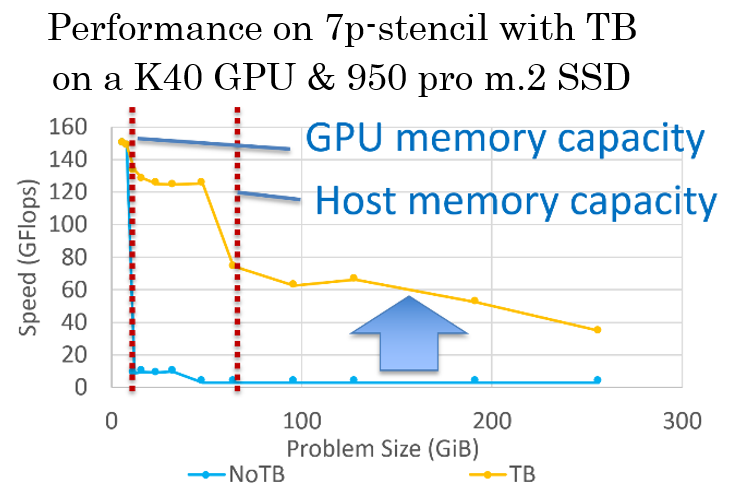 Performance on 7p-stencil with TB
on a K40 GPU & 950 pro m.2 SSD
160
GPU memory capacity
140
120
Host memory capacity
100
80
60
40
20
0
Speed (GFlops)
0 100 200 300
Problem Size (GiB)
NoTB TB